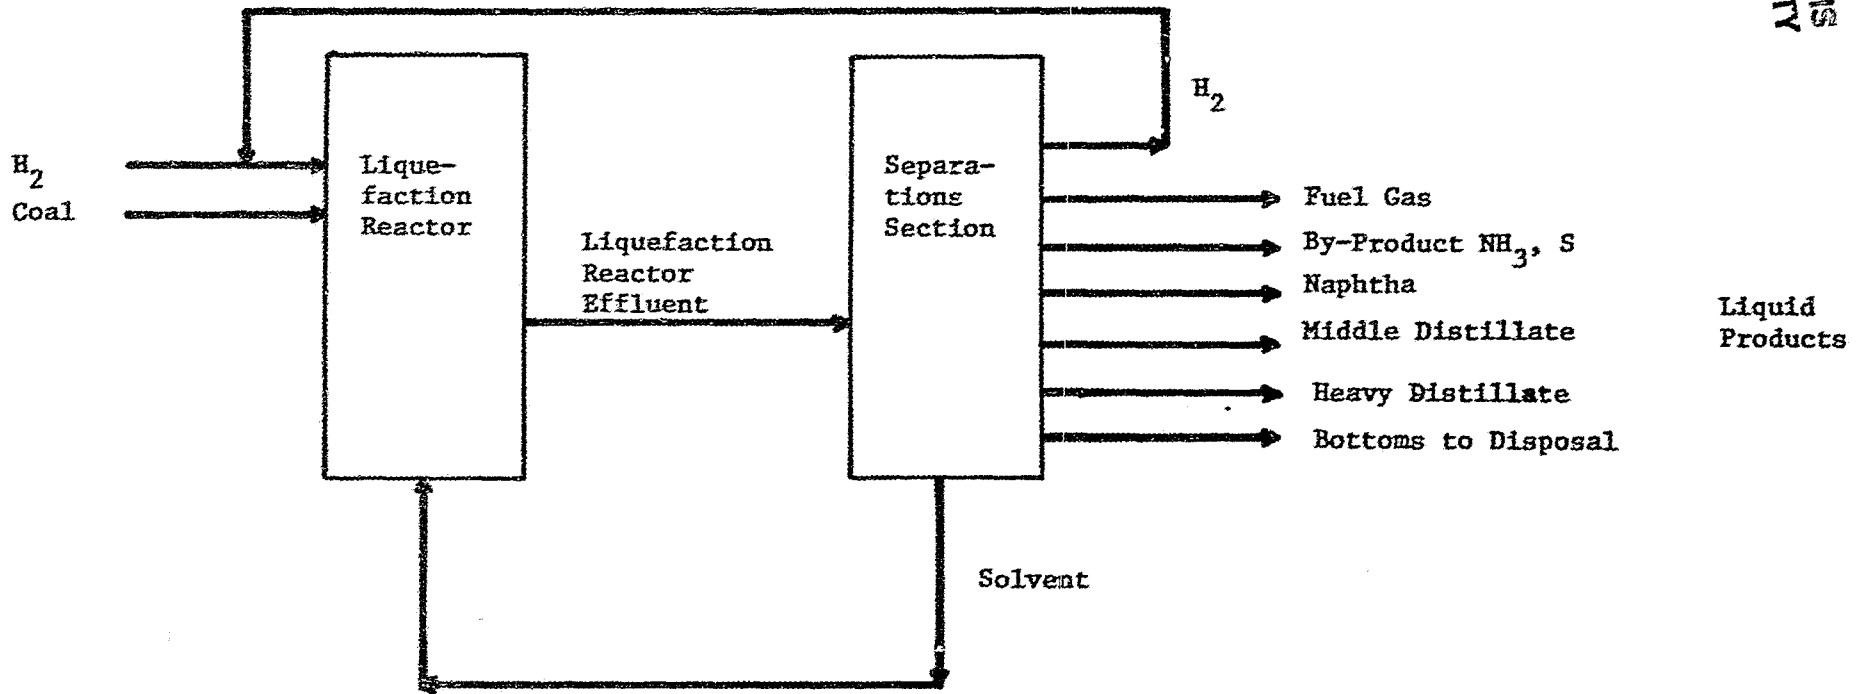 H2
Coal
Lique-
faction
Reactor
Liquefaction
Reactor
Effluent
Separa-
tions
Section
H2
Fuel Gas
By-Product NH3, S
Naphtha
Middle Distillate
Heavy Distillate
Bottoms to Disposal
Liquid
Products
Solvent